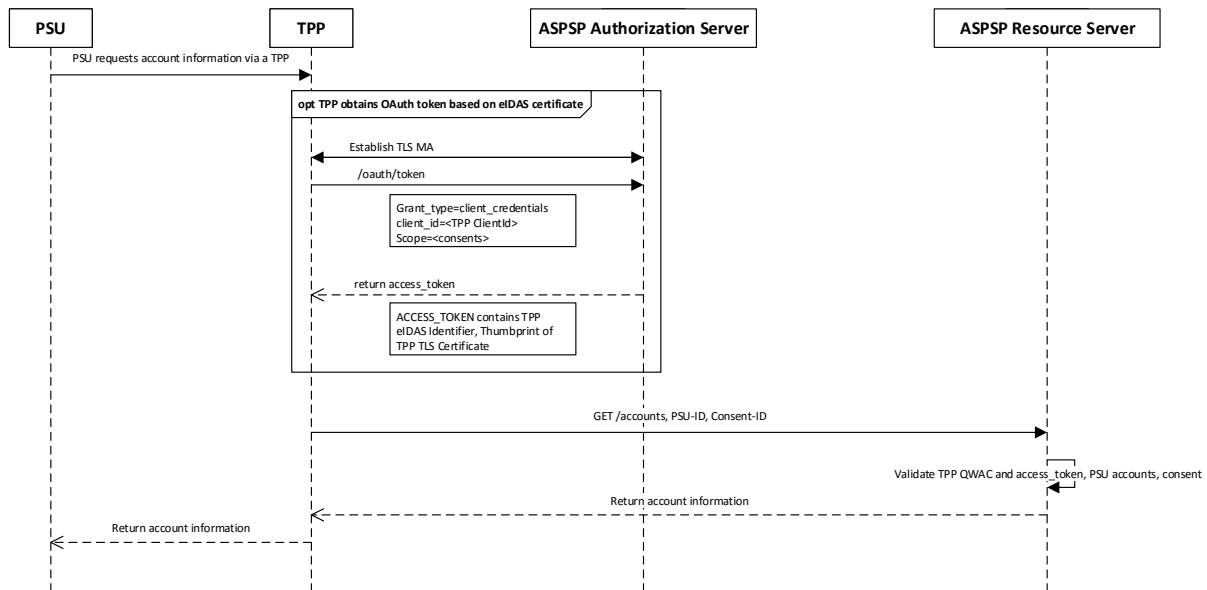 PSU
TPP
ASPSP Authorization Server
ASPSP Resource Server
PSU requests account information via a TPP
opt TPP obtains OAuth token based on eIDAS certificate
Establish TLS MA
/oauth/token
Grant_type=client_credentials
client_id=<TPP ClientId>
Scope=<consents>
return access_token
ACCESS_TOKEN contains TPP
eIDAS Identifier, Thumbprint of
TPP TLS Certificate
GET /accounts, PSU-ID, Consent-ID
Validate TPP QWAC and access_token, PSU accounts, consent
Return account information
Return account information